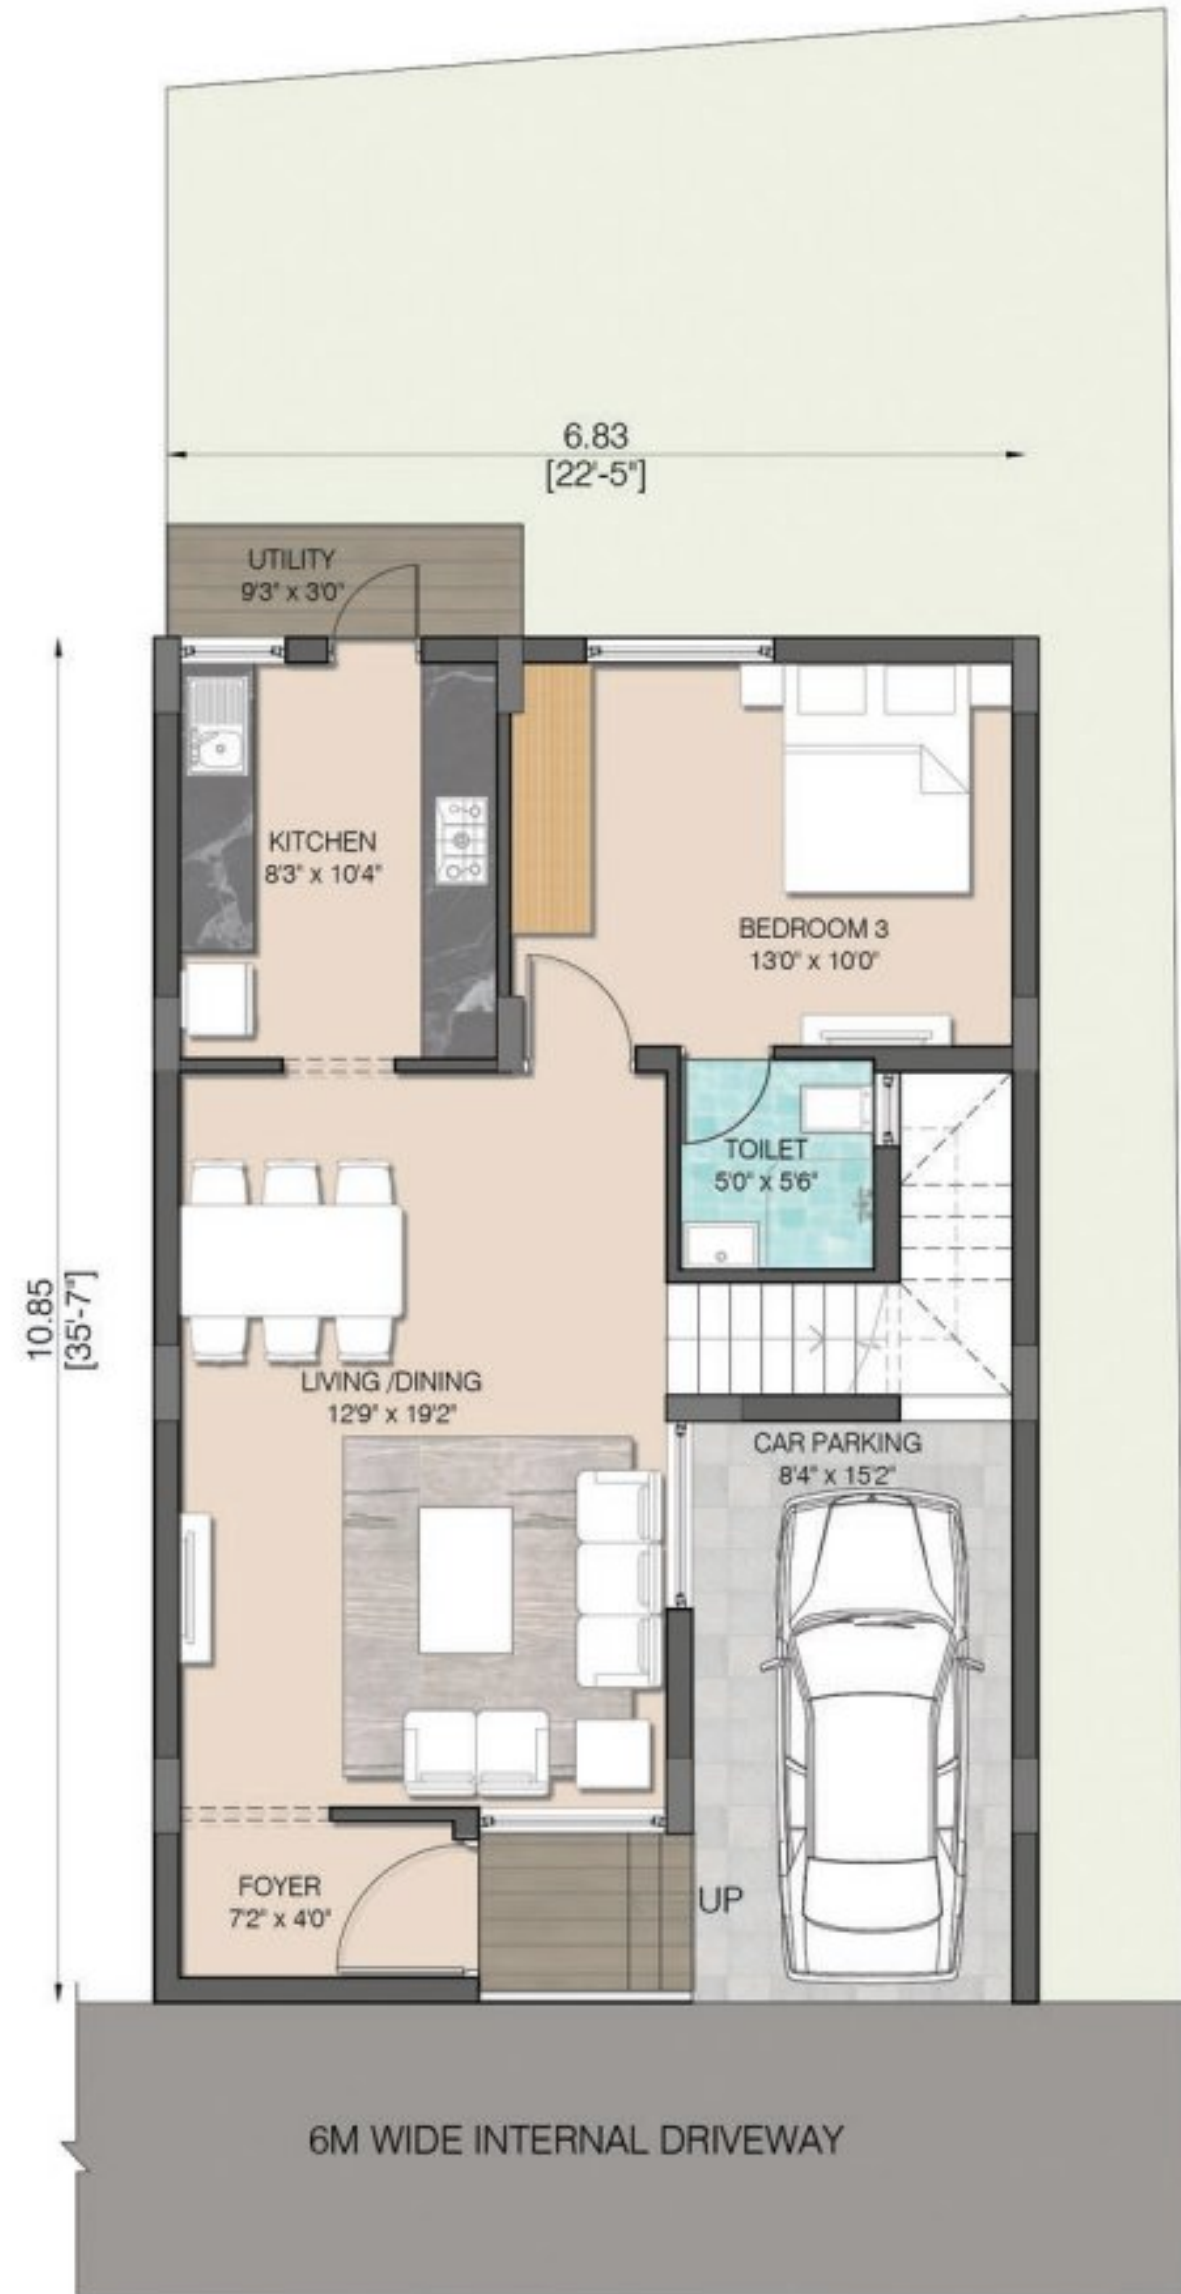 6.83
[22'-5"]
UTILITY
9'3" x 3'0"
KITCHEN
8'3" x 10'4"
BEDROOM 3
13'0" x 10'0"
TOILET
5'0" x 5'6"
10.85
[35'-7"]
LIVING /DINING
12'9" x 19'2"
CAR PARKING
8'4" x 15'2"
FOYER
7'2" x 4'0"
UP
6M WIDE INTERNAL DRIVEWAY